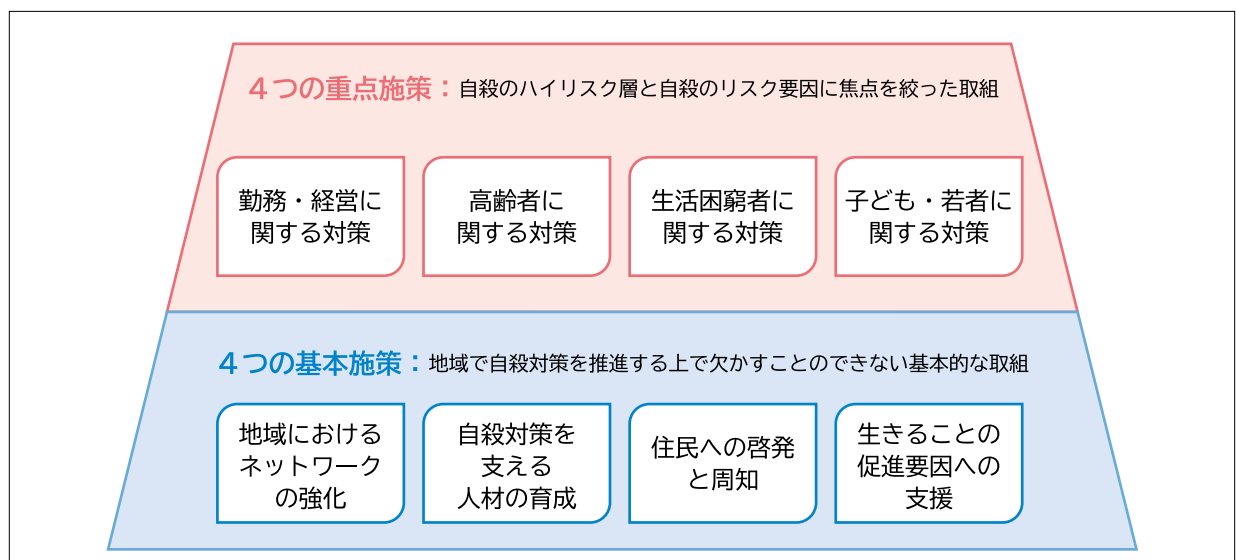 ４つの重点施策：自殺のハイリスク層と自殺のリスク要因に焦点を絞った取組
勤務・経営に
関する対策
高齢者に
関する対策
生活困窮者に
関する対策
子ども・若者に
関する対策
４つの基本施策：地域で自殺対策を推進する上で欠かすことのできない基本的な取組
地域における
ネットワーク
の強化
自殺対策を
支える
人材の育成
住民への啓発
と周知
生きることの
促進要因への
支援